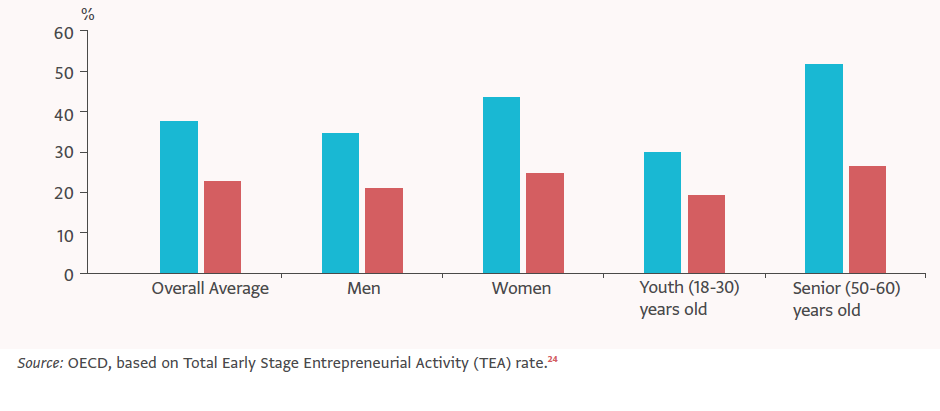 %
60
50
40
30
20
10
0
Overall Average
Men
Women
Youth (18-30)
years old
Senior (50-60)
years old
Source: OECD, based on Total Early Stage Entrepreneurial Activity (TEA) rate.24